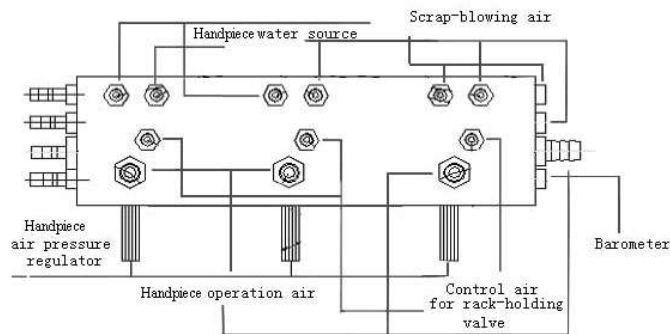 Scrap-blowing air
Handpiece water source
Handpiece
air pressure
regulator
Barometer
Handpiece operation air
Control air
for rack-holding
valve